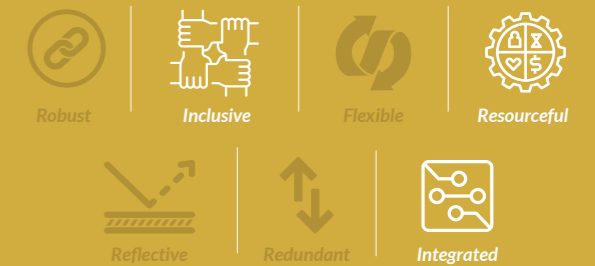 Robust
Inclusive
Flexible
Resourceful
Reflective
Redundant
Integrated